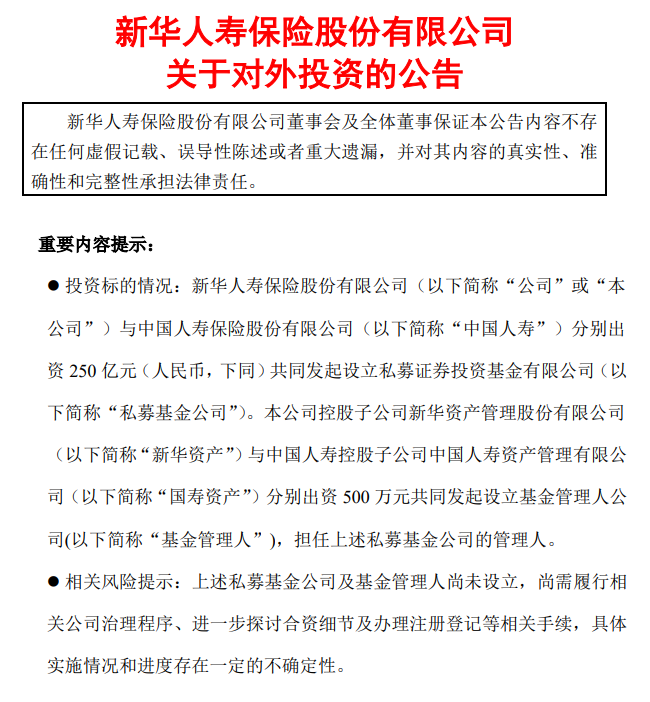 新华人寿保险股份有限公司
关于对外投资的公告
新华人寿保险股份有限公司董事会及全体董事保证本公告内容不存
在任何虚假记载、误导性陈述或者重大遗漏，并对其内容的真实性、准
确性和完整性承担法律责任。
重要内容提示：
● 投资标的情况：新华人寿保险股份有限公司（以下简称“公司”或“本
公司”）与中国人寿保险股份有限公司（以下简称“中国人寿”）分别出
资 250 亿元（人民币，下同）共同发起设立私募证券投资基金有限公司（以
下简称“私募基金公司”）。本公司控股子公司新华资产管理股份有限公司
（以下简称“新华资产”）与中国人寿控股子公司中国人寿资产管理有限公
司（以下简称“国寿资产”）分别出资 500 万元共同发起设立基金管理人公
司(以下简称“基金管理人”)，担任上述私募基金公司的管理人。
● 相关风险提示：上述私募基金公司及基金管理人尚未设立，尚需履行相
关公司治理程序、进一步探讨合资细节及办理注册登记等相关手续，具体
实施情况和进度存在一定的不确定性。